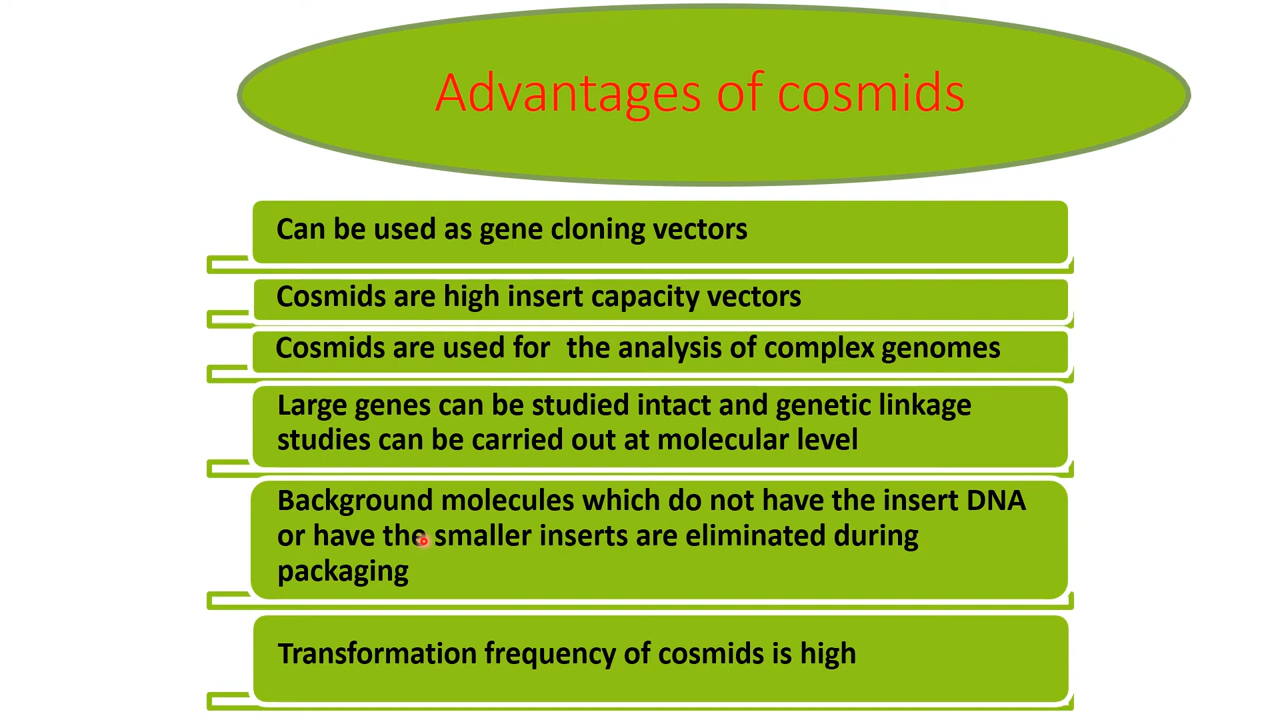 Advantages of cosmids
Can be used as gene cloning vectors
Cosmids are high insert capacity vectors
Cosmids are used for  the analysis of complex genomes
Large genes can be studied intact and genetic linkage
studies can be carried out at molecular level
Background molecules which do not have the insert DNA
or have the smaller inserts are eliminated during
packaging
Transformation frequency of cosmids is high